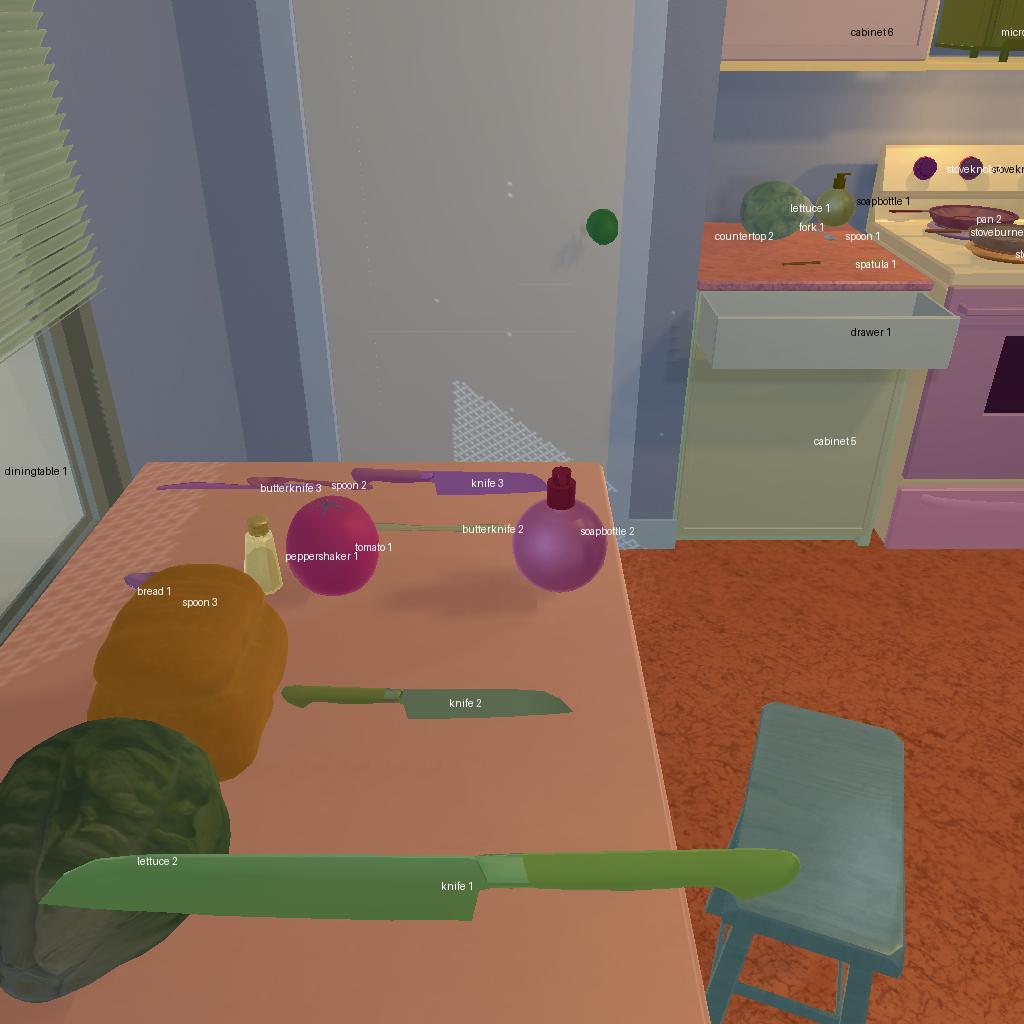 cabinet 6
micro
stoveknob
stovekn
soapbottle 1
lettuce 1
pan 2
fork 1
stoveburne
countertop 2
spoon 1
sto
spatula 1
drawer 1
cabinet 5
diningtable 1
butterknife 3
spoon 2
knife 3
butterknife 2
soapbottle 2
tomato 1
peppershaker 1
bread 1
spoon 3
knife 2
lettuce 2
knife 1